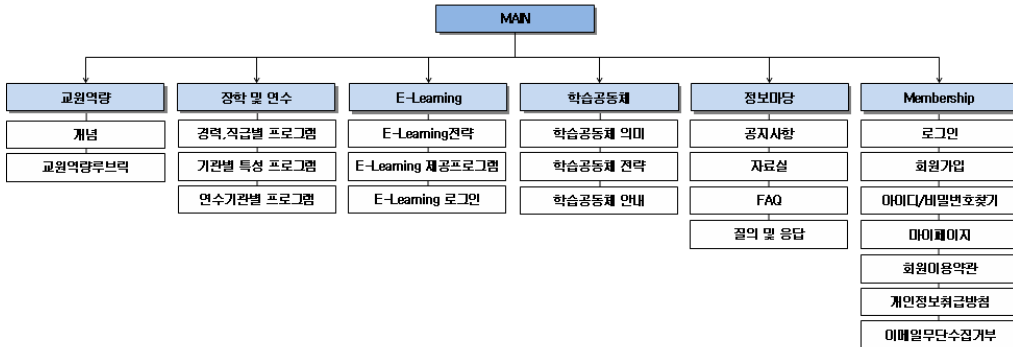 MAIN
교원역량
개념
교원역량루브릭
장학 및 연수
경력,직급별 프로그램
기관별 특성 프로그램
연수기관별 프로그램
E-Learning
E-Learning전략
E-Learning 제공프로그램
E-Learning 로그인
학습공동체
학습공동체 의미
학습공동체 전략
학습공동체 안내
정보마당
공지사항
자료실
FAQ
질의 및 응답
Membership
로그인
회원가입
아이디/비밀번호찾기
마이페이지
회원이용약관
개인정보취급방침
이메일무단수집거부